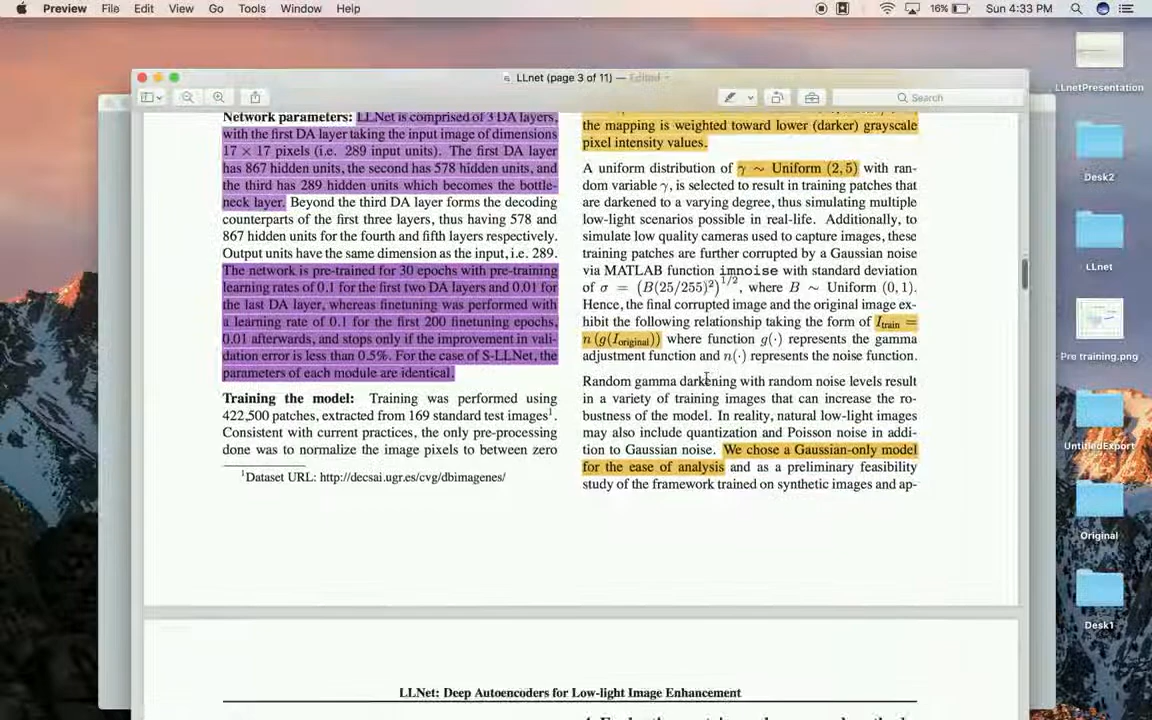 Preview File Edit View Go Tools Window Help
16% Sun 4:33 PM
LLnet (page 3 of 11) — Edited
Search
Network parameters: LLNet is comprised of 3 DA layers,
with the first DA layer taking the input image of dimensions
17 × 17 pixels (i.e. 289 input units). The first DA layer
has 867 hidden units, the second has 578 hidden units, and
the third has 289 hidden units which becomes the bottle-
neck layer. Beyond the third DA layer forms the decoding
counterparts of the first three layers, thus having 578 and
867 hidden units for the fourth and fifth layers respectively.
Output units have the same dimension as the input, i.e. 289.
The network is pre-trained for 30 epochs with pre-training
learning rates of 0.1 for the first two DA layers and 0.01 for
the last DA layer, whereas finetuning was performed with
a learning rate of 0.1 for the first 200 finetuning epochs,
0.01 afterwards, and stops only if the improvement in vali-
dation error is less than 0.5%. For the case of S-LLNet, the
parameters of each module are identical.
Training the model: Training was performed using
422,500 patches, extracted from 169 standard test images¹.
Consistent with current practices, the only pre-processing
done was to normalize the image pixels to between zero
¹Dataset URL: http://decsai.ugr.es/cvg/dbimagenes/
the mapping is weighted toward lower (darker) grayscale
pixel intensity values.
A uniform distribution of γ ∼ Uniform (2, 5) with ran-
dom variable γ, is selected to result in training patches that
are darkened to a varying degree, thus simulating multiple
low-light scenarios possible in real-life. Additionally, to
simulate low quality cameras used to capture images, these
training patches are further corrupted by a Gaussian noise
via MATLAB function imnoise with standard deviation
of σ = (B(25/255)²)^1/2, where B ∼ Uniform (0, 1).
Hence, the final corrupted image and the original image ex-
hibit the following relationship taking the form of I_train =
n (g(I_original)) where function g(·) represents the gamma
adjustment function and n(·) represents the noise function.
Random gamma darkening with random noise levels result
in a variety of training images that can increase the ro-
bustness of the model. In reality, natural low-light images
may also include quantization and Poisson noise in addi-
tion to Gaussian noise. We chose a Gaussian-only model
for the ease of analysis and as a preliminary feasibility
study of the framework trained on synthetic images and ap-
LLNet: Deep Autoencoders for Low-light Image Enhancement
LLnetPresentation
Desk2
LLnet
Pre training.png
UntitledExport
Original
Desk1